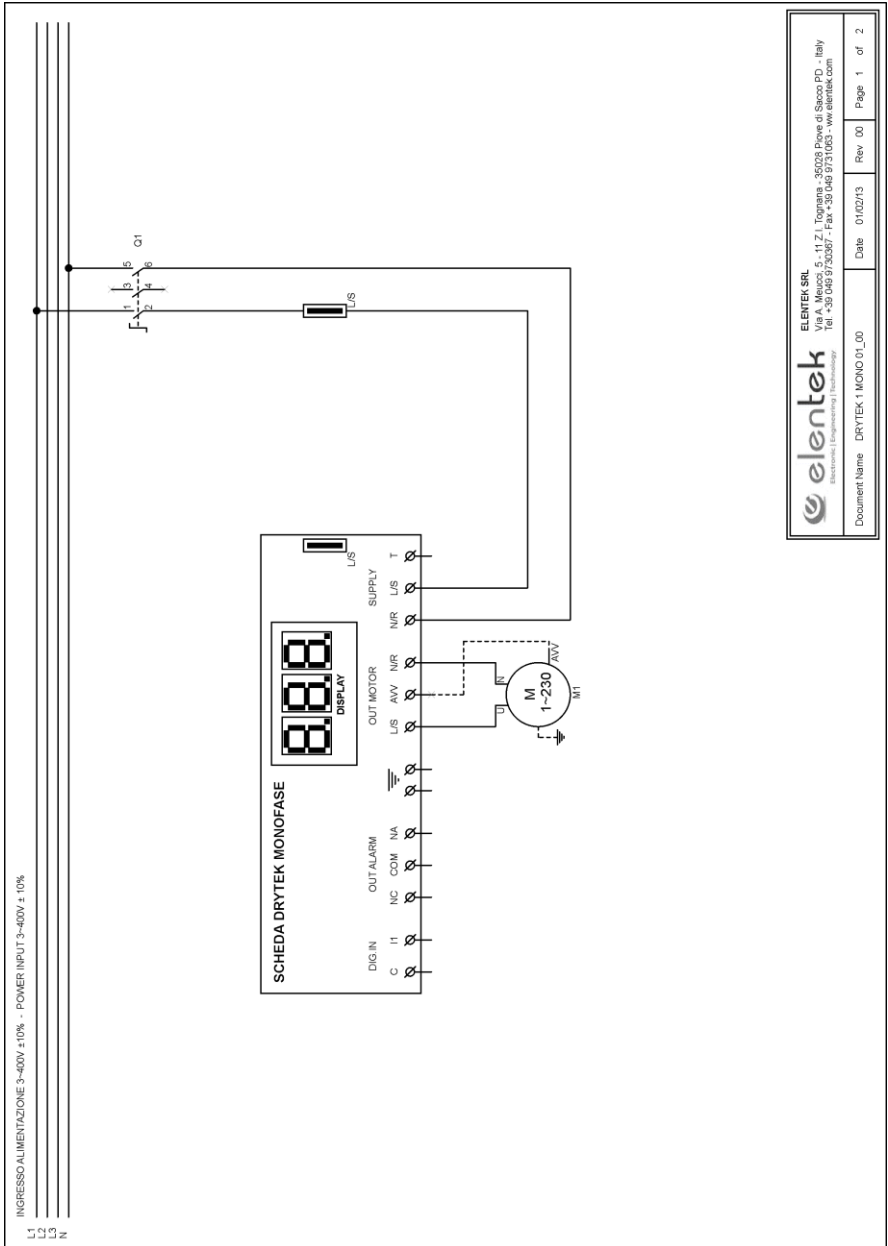 INGRESSO ALIMENTAZIONE 3~400V ±10% - POWER INPUT 3~400V ± 10%
L1
L2
L3
N
Q1
1 3 5
2 4 6
L/S
SCHEDA DRYTEK MONOFASE
DISPLAY
8.8.8.
L/S
DIG.IN OUT ALARM OUT MOTOR SUPPLY
C I1 NC COM NA L/S AVV N/R N/R L/S T
U N
M
1~230
AVV
M1
elentek
Electronic | Engineering | Technology
ELENTEK SRL
Via A. Meucci, 5 - 11 Z.I. Tognana - 35028 Piove di Sacco PD - Italy
Tel. +39 049 9730367 - Fax +39 049 9731063 - ww.elentek.com
Document Name DRYTEK 1 MONO 01_00 Date 01/02/13 Rev 00 Page 1 of 2